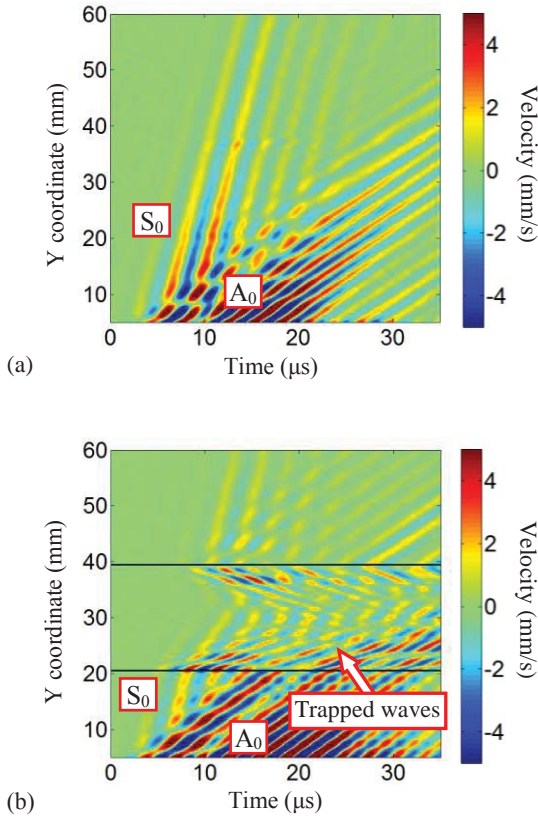 60
50
40
30
20
10
Y coordinate (mm)
S0
A0
0 10 20 30
Time (μs)
4
2
0
-2
-4
Velocity (mm/s)
(a)
60
50
40
30
20
10
Y coordinate (mm)
S0
A0
Trapped waves
0 10 20 30
Time (μs)
4
2
0
-2
-4
Velocity (mm/s)
(b)